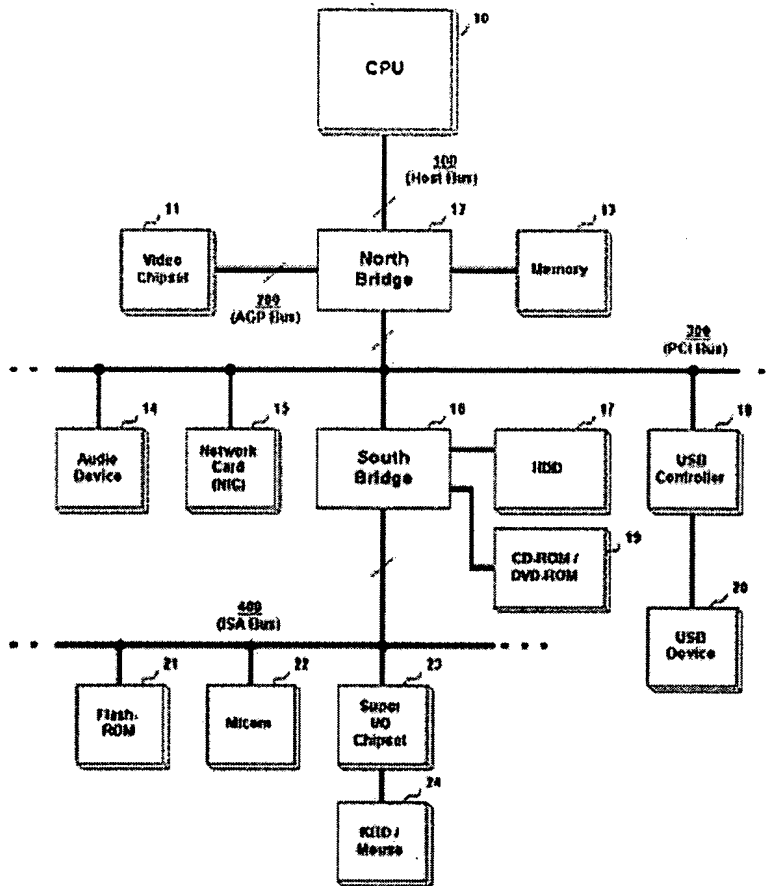 10
CPU
100
(Host Bus)
11
Video
Chipset
12
North
Bridge
13
Memory
200
(AGP Bus)
300
(PCI Bus)
14
Audio
Device
15
Network
Card
(NIC)
16
South
Bridge
17
HDD
18
USB
Controller
19
CD-ROM /
DVD-ROM
20
USB
Device
400
(ISA Bus)
21
Flash-
ROM
22
Micom
23
Super
I/O
Chipset
24
KBD /
Mouse